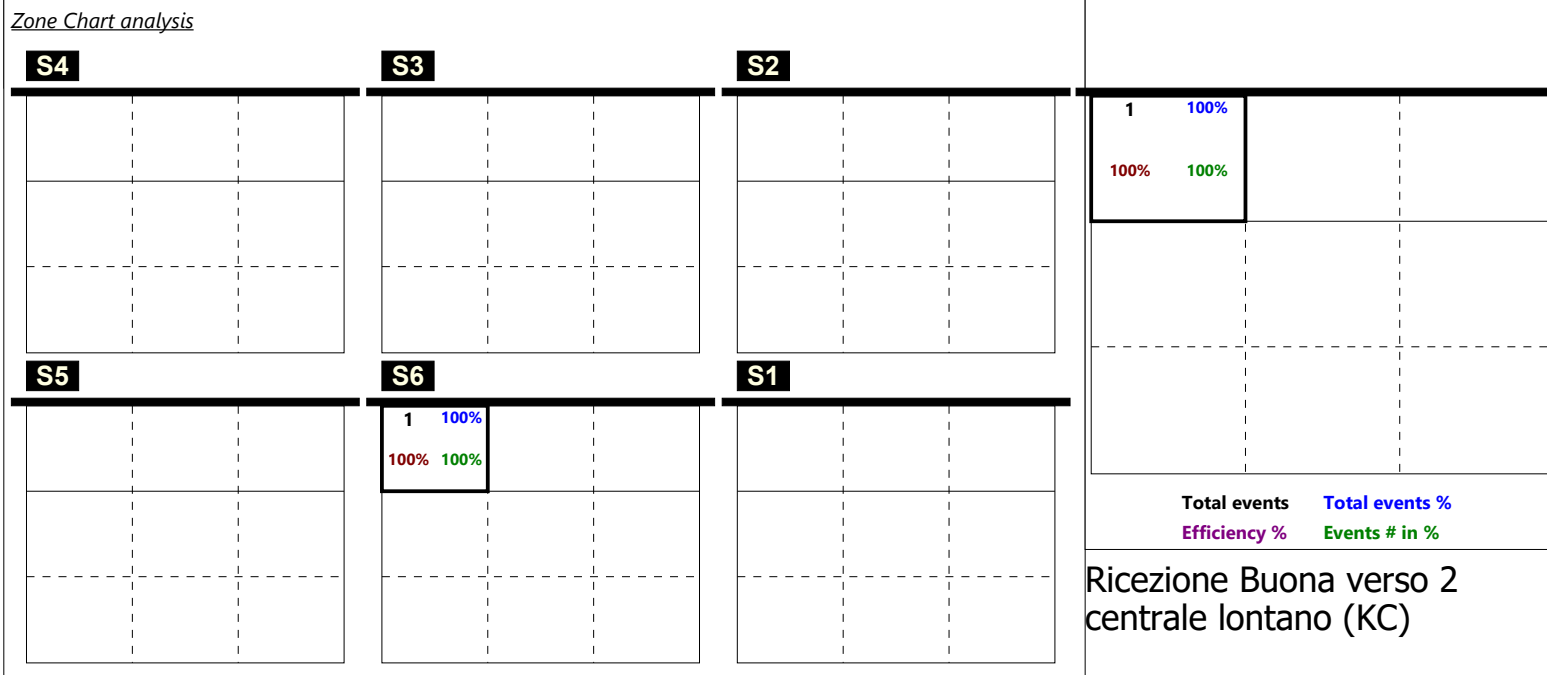 Zone Chart analysis
S4
S3
S2
1 100%
100% 100%
S5
S6
S1
1 100%
100% 100%
Total events Total events %
Efficiency % Events # in %
Ricezione Buona verso 2
centrale lontano (KC)